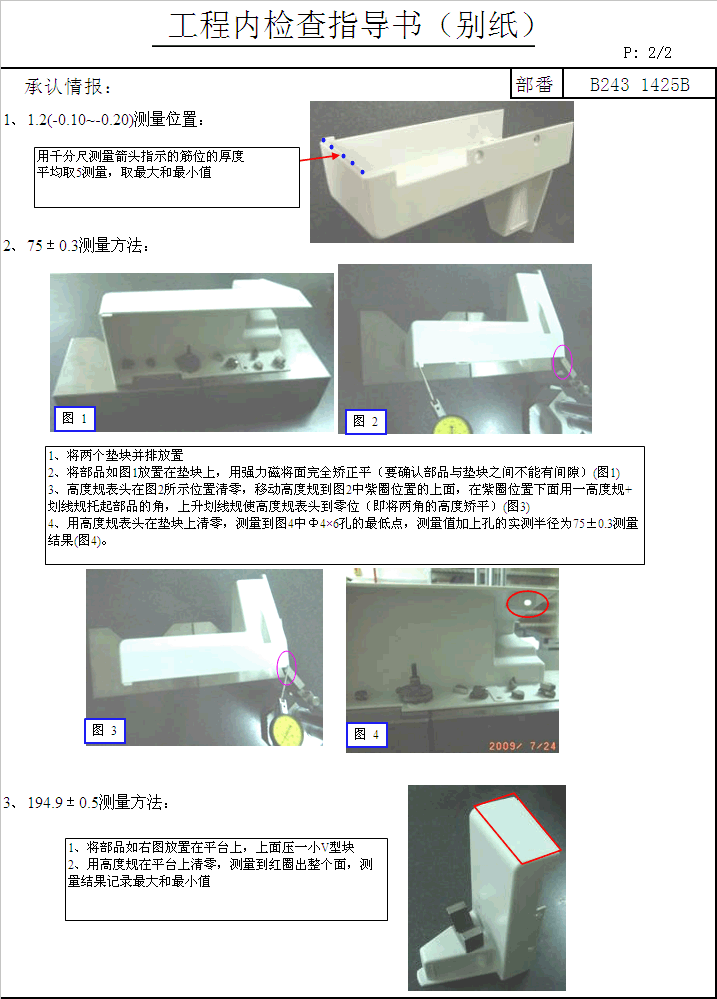 工程内检查指导书（别纸）
P: 2/2
承认情报：
部番
B243 1425B
1、1.2(-0.10~-0.20)测量位置：
用千分尺测量箭头指示的筋位的厚度
平均取5测量，取最大和最小值
2、75±0.3测量方法：
图 1
图 2
1、将两个垫块并排放置
2、将部品如图1放置在垫块上，用强力磁将面完全矫正平（要确认部品与垫块之间不能有间隙）(图1)
3、高度规表头在图2所示位置清零，移动高度规到图2中紫圈位置的上面，在紫圈位置下面用一高度规+
划线规托起部品的角，上升划线规使高度规表头到零位（即将两角的高度矫平）(图3)
4、用高度规表头在垫块上清零，测量到图4中Φ4×6孔的最低点，测量值加上孔的实测半径为75±0.3测量
结果(图4)。
图 3
图 4
2009/ 7/24
3、194.9±0.5测量方法：
1、将部品如右图放置在平台上，上面压一小V型块
2、用高度规在平台上清零，测量到红圈出整个面，测
量结果记录最大和最小值